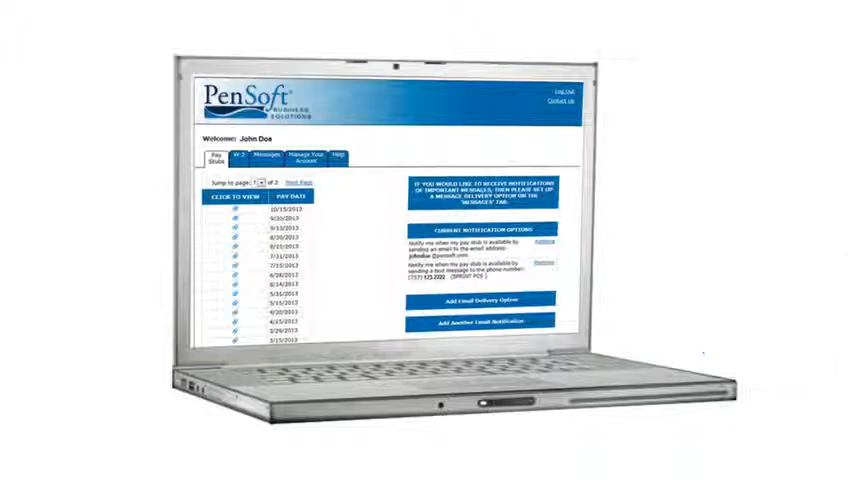 PenSoft®
BUSINESS
SOLUTIONS
Log Out
Contact Us
Welcome: John Doe
Pay
Stubs
W-2
Messages
Manage Your
Account
Help
Jump to page: 1 of 2 Next Page
CLICK TO VIEW PAY DATE
10/15/2013
9/30/2013
9/13/2013
8/30/2013
8/15/2013
7/31/2013
7/15/2013
6/28/2013
6/14/2013
5/31/2013
5/15/2013
4/30/2013
4/15/2013
3/29/2013
3/15/2013
IF YOU WOULD LIKE TO RECEIVE NOTIFICATIONS
OF IMPORTANT MESSAGES, THEN PLEASE SET UP
A MESSAGE DELIVERY OPTION ON THE
'MESSAGES' TAB.
CURRENT NOTIFICATION OPTIONS
Notify me when my pay stub is available by
sending an email to the email address:
johndoe@pensoft.com
Remove
Notify me when my pay stub is available by
sending a text message to the phone number:
(757) 123-2222 (SPRINT PCS )
Remove
Add Email Delivery Option
Add Another Email Notification